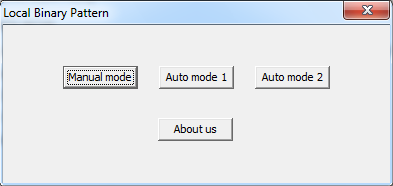 Local Binary Pattern
Manual mode Auto mode 1 Auto mode 2
About us